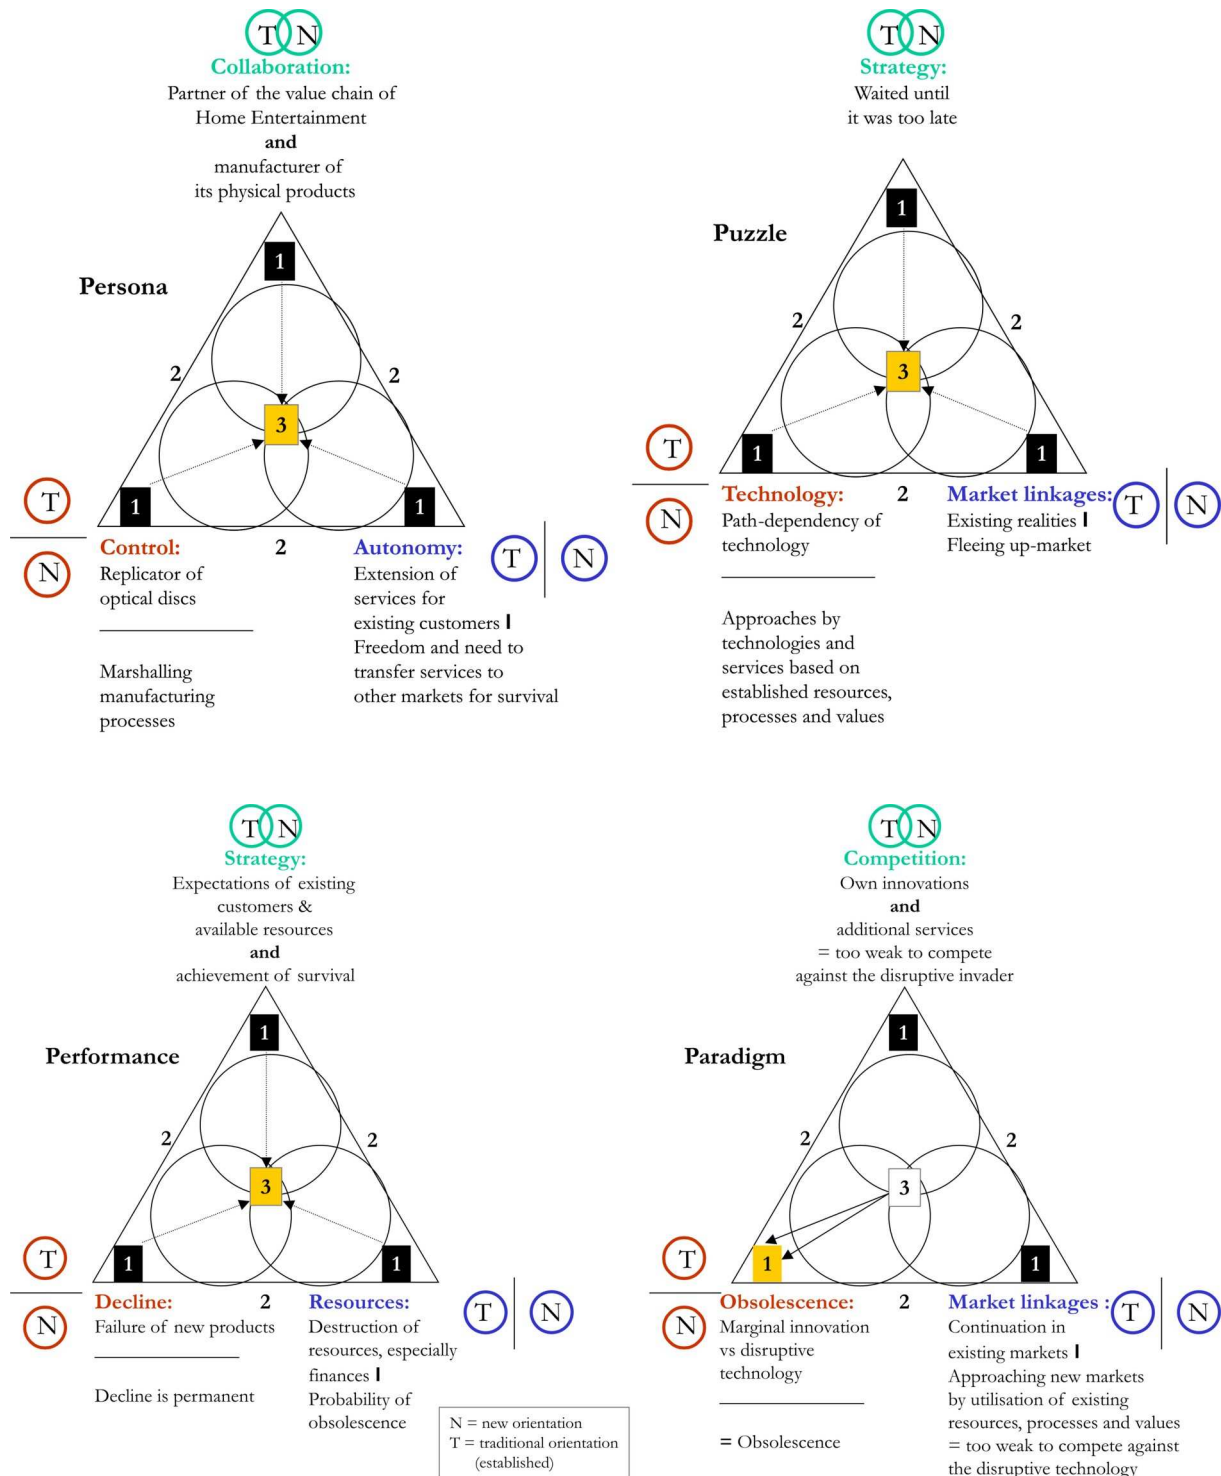 T N
Collaboration:
Partner of the value chain of
Home Entertainment
and
manufacturer of
its physical products
Persona
1
2
2
3
1
1
T
N
Control:
Replicator of
optical discs
Marshalling
manufacturing
processes
2
Autonomy:
Extension of
services for
existing customers I
Freedom and need to
transfer services to
other markets for survival
T
N
T N
Strategy:
Waited until
it was too late
Puzzle
1
2
2
3
1
1
T
N
Technology:
Path-dependency of
technology
Approaches by
technologies and
services based on
established resources,
processes and values
2
Market linkages:
Existing realities I
Fleeing up-market
T
N
T N
Strategy:
Expectations of existing
customers &
available resources
and
achievement of survival
Performance
1
2
2
3
1
1
T
N
Decline:
Failure of new products
Decline is permanent
2
Resources:
Destruction of
resources, especially
finances I
Probability of
obsolescence
T
N
N = new orientation
T = traditional orientation
(established)
T N
Competition:
Own innovations
and
additional services
= too weak to compete
against the disruptive invader
Paradigm
1
2
2
3
1
1
T
N
Obsolescence:
Marginal innovation
vs disruptive
technology
= Obsolescence
2
Market linkages :
Continuation in
existing markets I
Approaching new markets
by utilisation of existing
resources, processes and values
= too weak to compete against
the disruptive technology
T
N